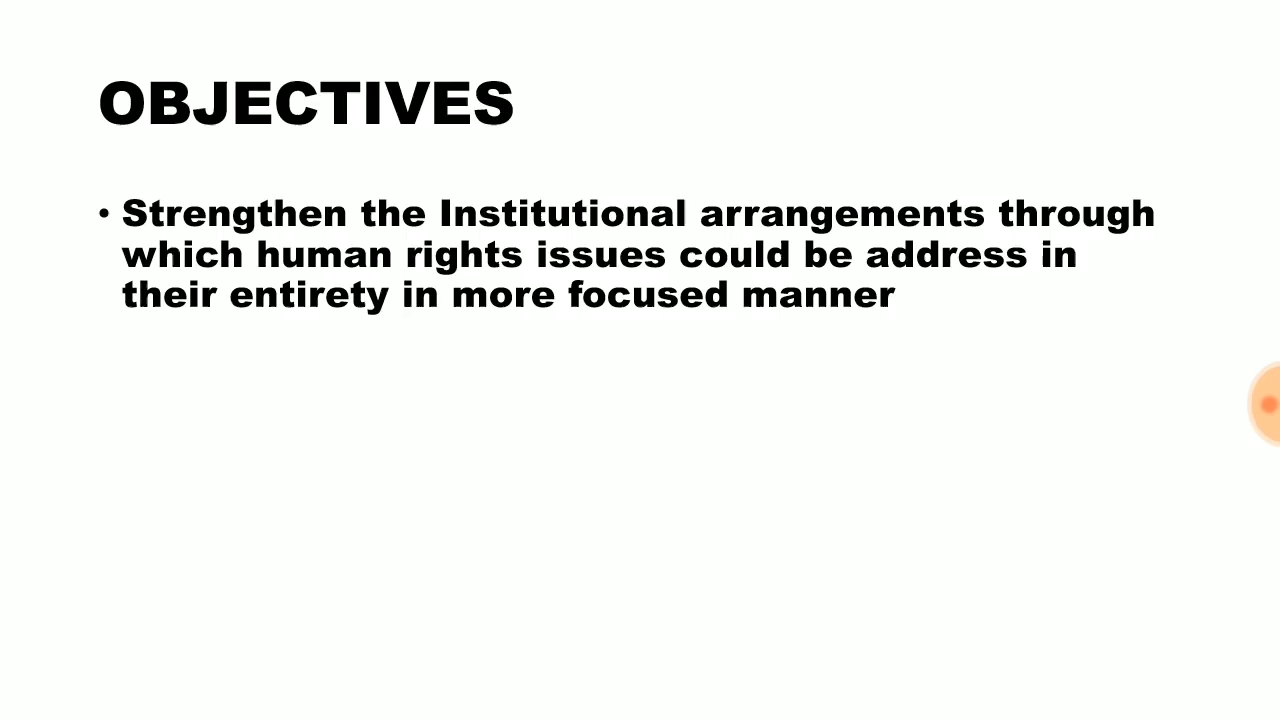 OBJECTIVES
• Strengthen the Institutional arrangements through
which human rights issues could be address in
their entirety in more focused manner